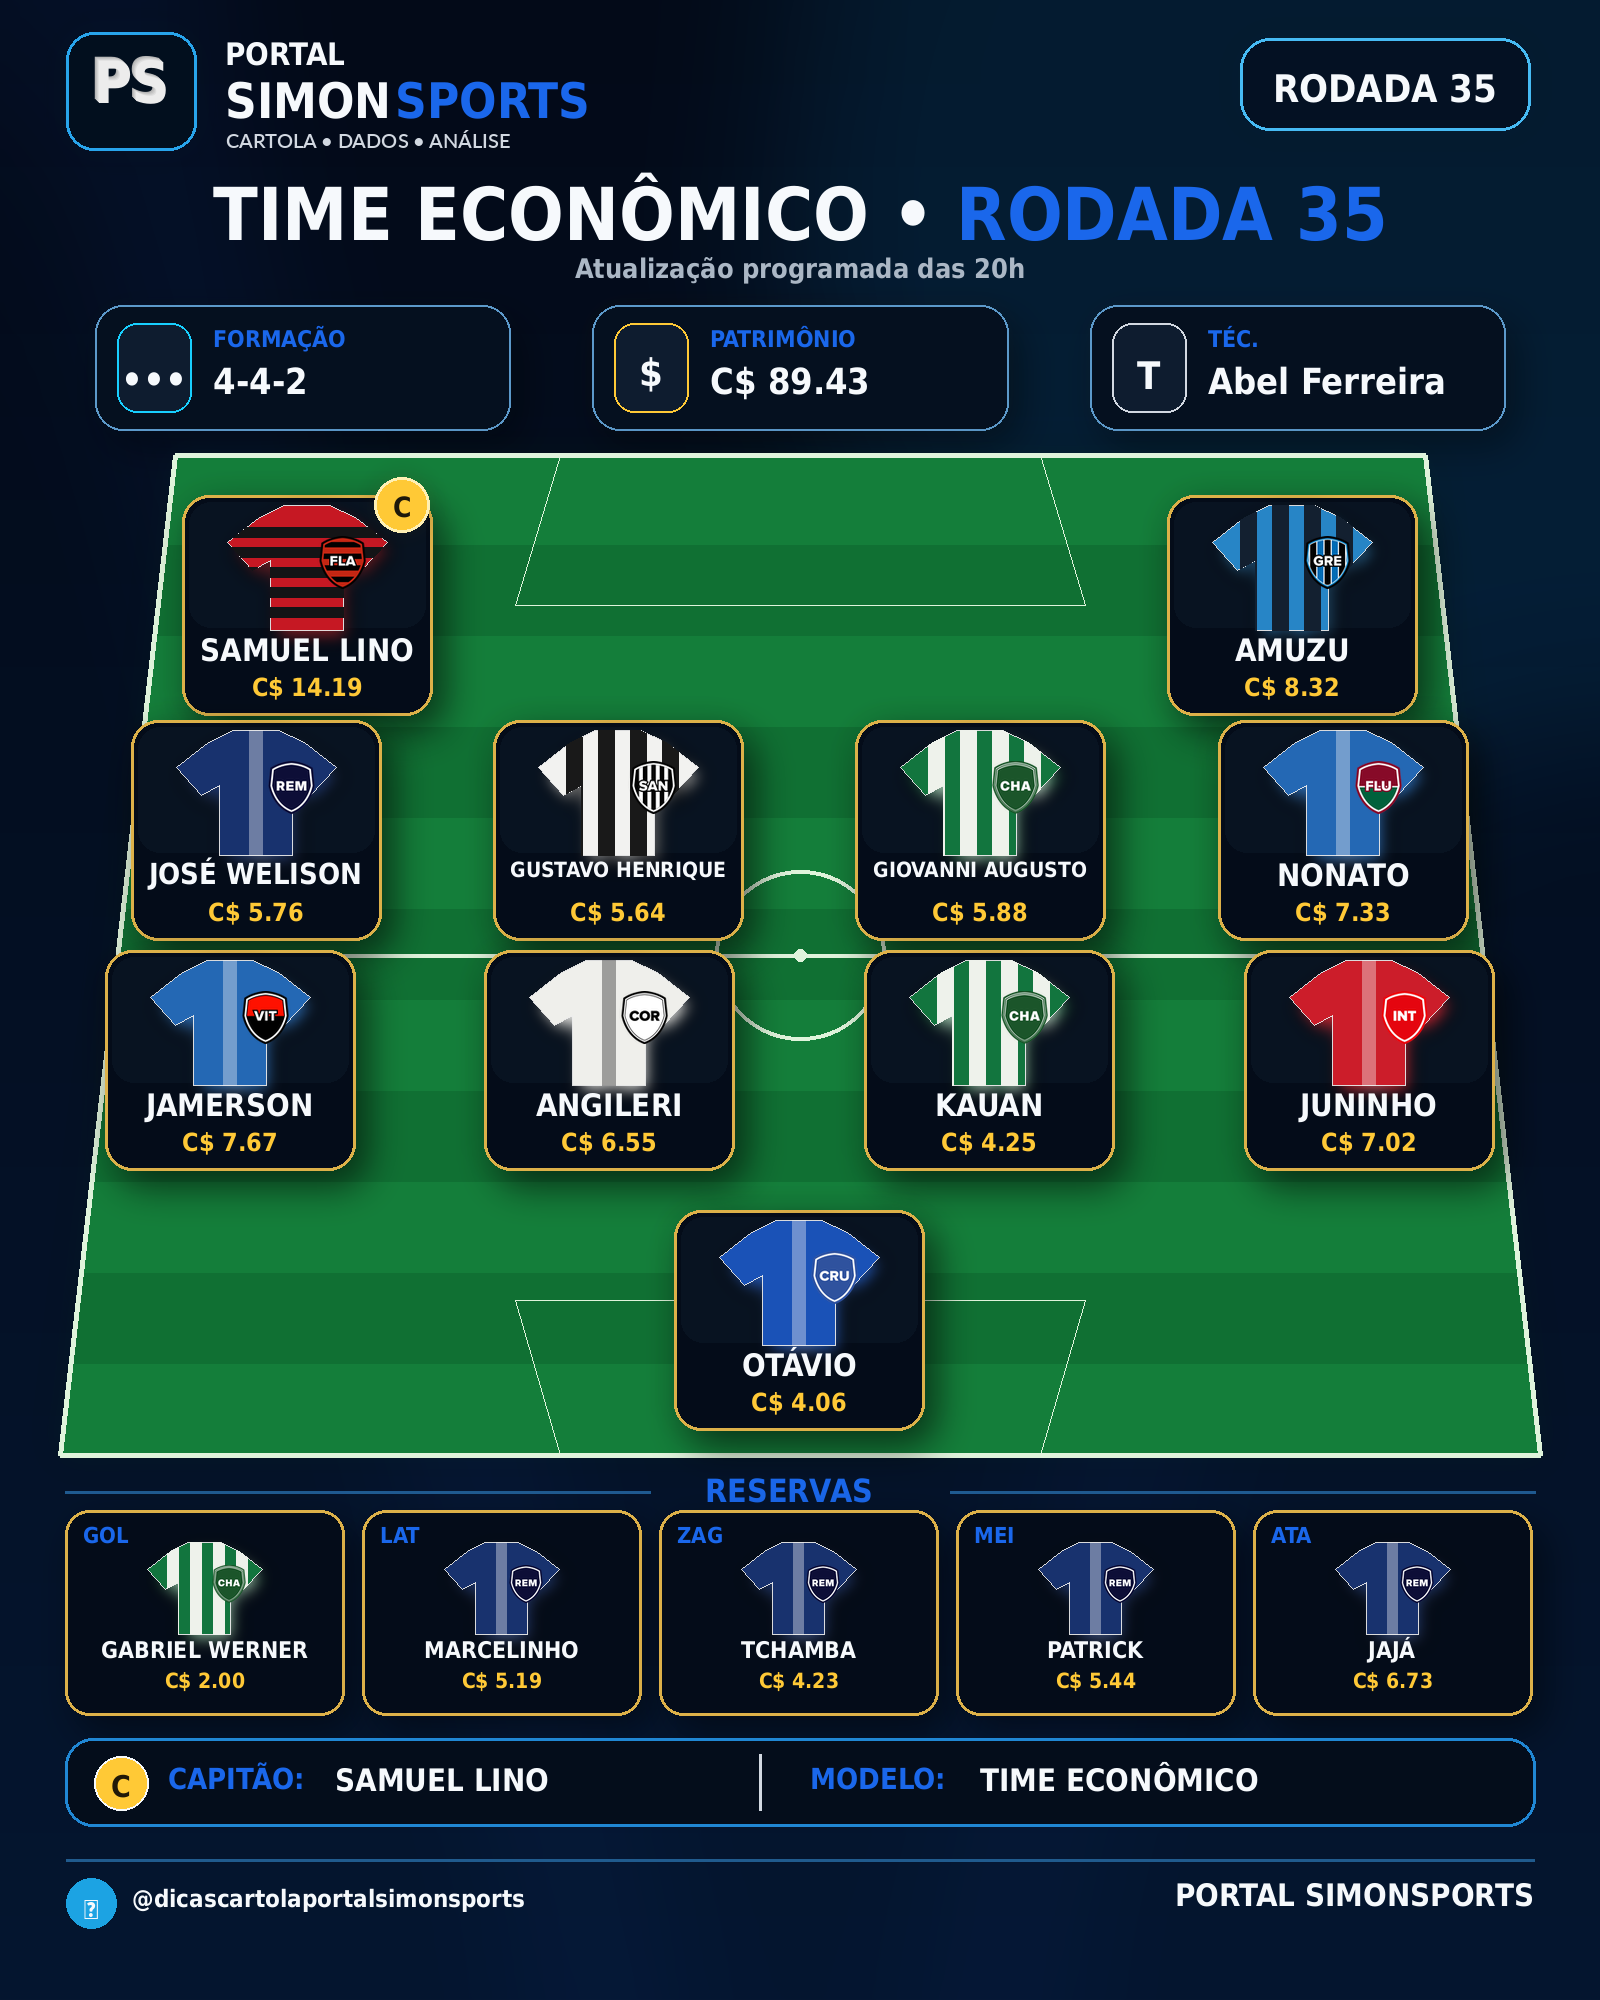 PS
PORTAL
SIMONSPORTS
CARTOLA • DADOS • ANÁLISE
RODADA 35
TIME ECONÔMICO • RODADA 35
Atualização programada das 20h
FORMAÇÃO
4-4-2
$
PATRIMÔNIO
C$ 89.43
T
TÉC.
Abel Ferreira
C
FLA
SAMUEL LINO
C$ 14.19
GRE
AMUZU
C$ 8.32
REM
JOSÉ WELISON
C$ 5.76
SAN
GUSTAVO HENRIQUE
C$ 5.64
CHA
GIOVANNI AUGUSTO
C$ 5.88
FLU
NONATO
C$ 7.33
VIT
JAMERSON
C$ 7.67
COR
ANGILERI
C$ 6.55
CHA
KAUAN
C$ 4.25
INT
JUNINHO
C$ 7.02
CRU
OTÁVIO
C$ 4.06
RESERVAS
GOL
CHA
GABRIEL WERNER
C$ 2.00
LAT
REM
MARCELINHO
C$ 5.19
ZAG
REM
TCHAMBA
C$ 4.23
MEI
REM
PATRICK
C$ 5.44
ATA
REM
JAJÁ
C$ 6.73
C CAPITÃO: SAMUEL LINO
MODELO: TIME ECONÔMICO
@dicascartolaportalsimonsports
PORTAL SIMONSPORTS